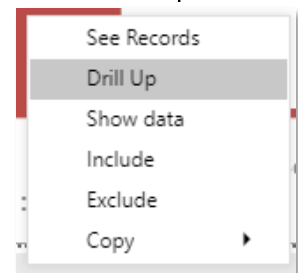 See Records
Drill Up
Show data
Include
Exclude
Copy